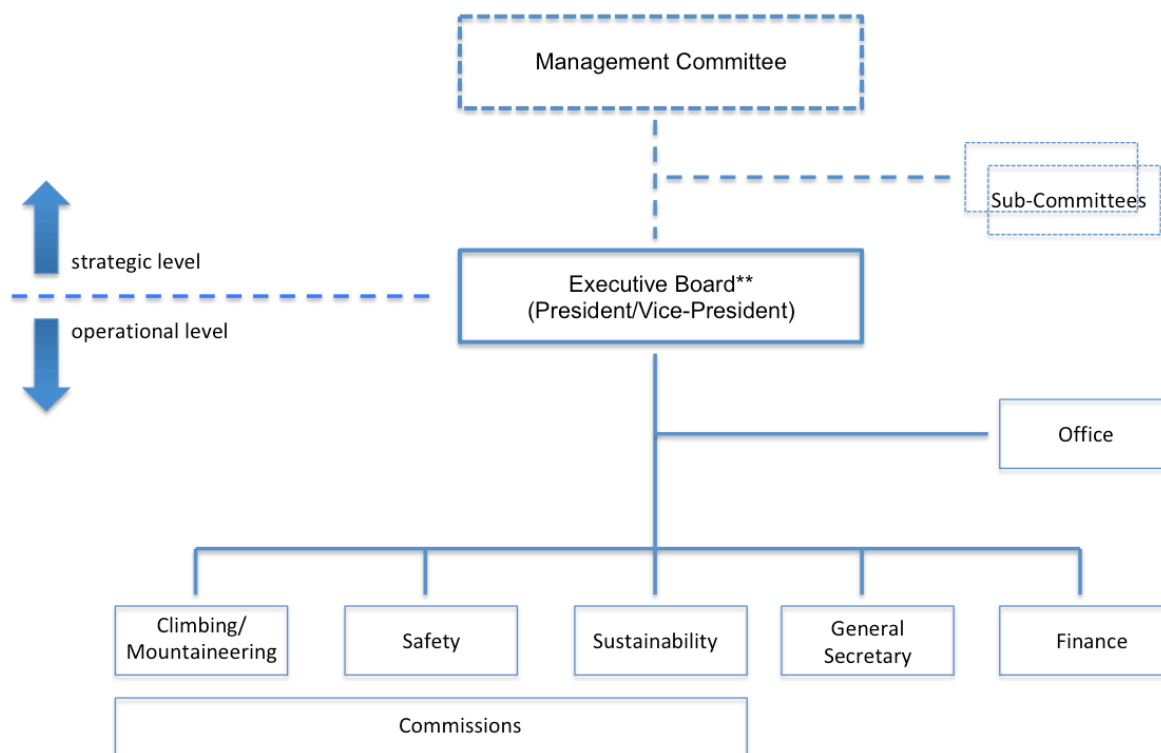 Management Committee
Sub-Committees
strategic level
Executive Board**
(President/Vice-President)
operational level
Office
Climbing/
Mountaineering
Safety
Sustainability
General
Secretary
Finance
Commissions